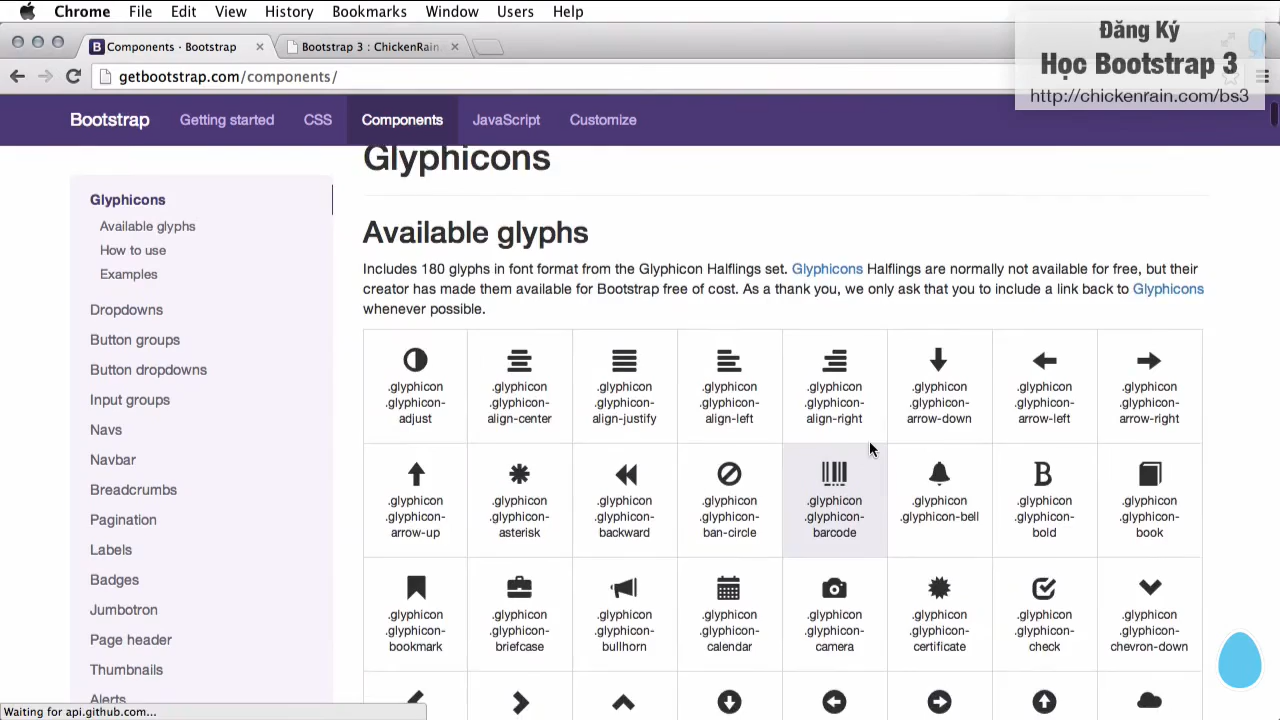 Chrome File Edit View History Bookmarks Window Users Help
Components · Bootstrap
Bootstrap 3 : ChickenRain
Đăng Ký
Học Bootstrap 3
http://chickenrain.com/bs3
getbootstrap.com/components/
Bootstrap Getting started CSS Components JavaScript Customize
Glyphicons
Available glyphs
How to use
Examples
Dropdowns
Button groups
Button dropdowns
Input groups
Navs
Navbar
Breadcrumbs
Pagination
Labels
Badges
Jumbotron
Page header
Thumbnails
Alerts
Glyphicons
Available glyphs
Includes 180 glyphs in font format from the Glyphicon Halflings set. Glyphicons Halflings are normally not available for free, but their
creator has made them available for Bootstrap free of cost. As a thank you, we only ask that you to include a link back to Glyphicons
whenever possible.
.glyphicon .glyphicon .glyphicon .glyphicon .glyphicon .glyphicon .glyphicon .glyphicon
.glyphicon- .glyphicon- .glyphicon- .glyphicon- .glyphicon- .glyphicon- .glyphicon- .glyphicon-
adjust align-center align-justify align-left align-right arrow-down arrow-left arrow-right
.glyphicon .glyphicon .glyphicon .glyphicon .glyphicon .glyphicon .glyphicon .glyphicon
.glyphicon- .glyphicon- .glyphicon- .glyphicon- .glyphicon- .glyphicon-bell .glyphicon- .glyphicon-
arrow-up asterisk backward ban-circle barcode bold book
.glyphicon .glyphicon .glyphicon .glyphicon .glyphicon .glyphicon .glyphicon .glyphicon
.glyphicon- .glyphicon- .glyphicon- .glyphicon- .glyphicon- .glyphicon- .glyphicon- .glyphicon-
bookmark briefcase bullhorn calendar camera certificate check chevron-down
Waiting for api.github.com...